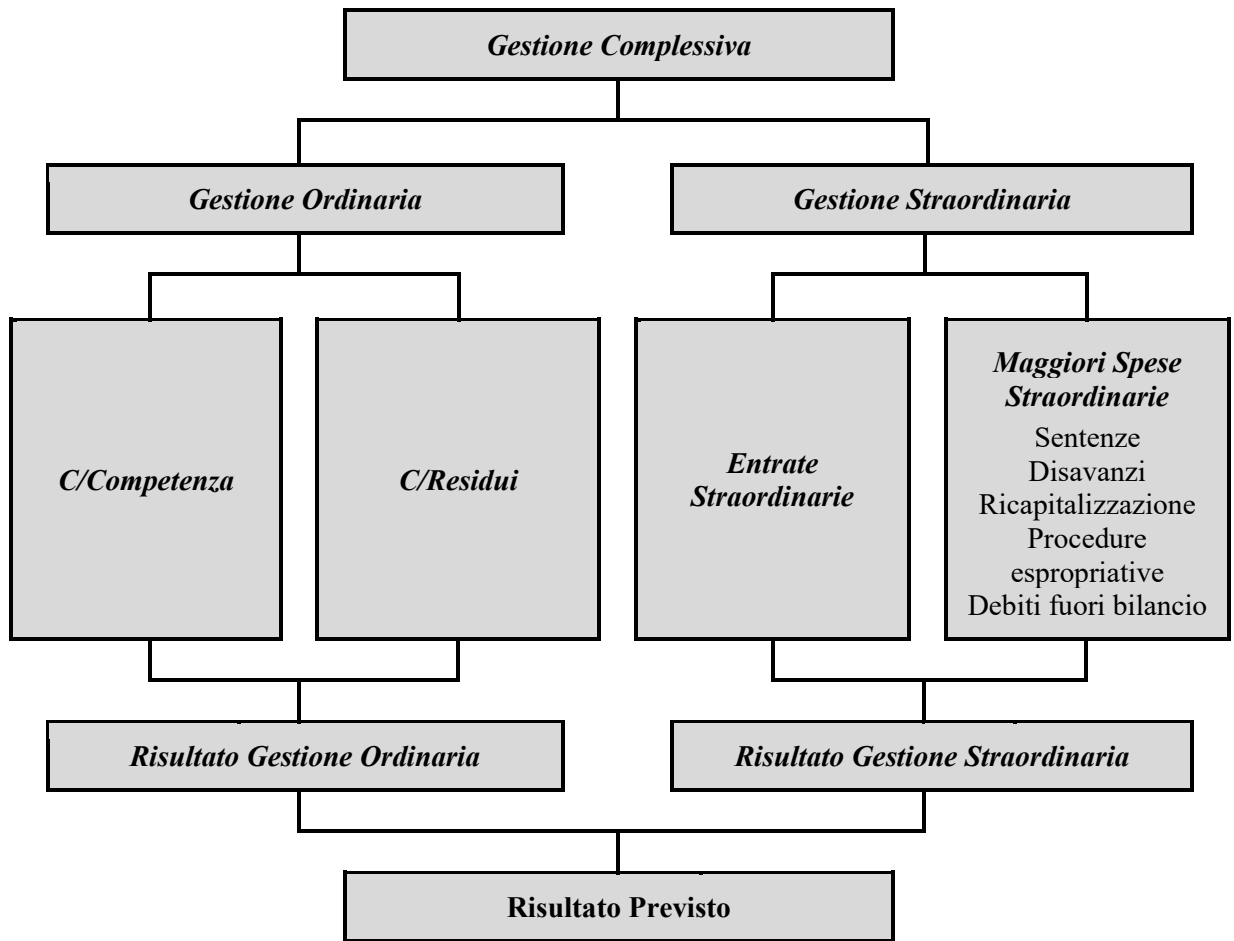 Gestione Complessiva
Gestione Ordinaria
Gestione Straordinaria
C/Competenza
C/Residui
Entrate
Straordinarie
Maggiori Spese
Straordinarie
Sentenze
Disavanzi
Ricapitalizzazione
Procedure
espropriative
Debiti fuori bilancio
Risultato Gestione Ordinaria
Risultato Gestione Straordinaria
Risultato Previsto